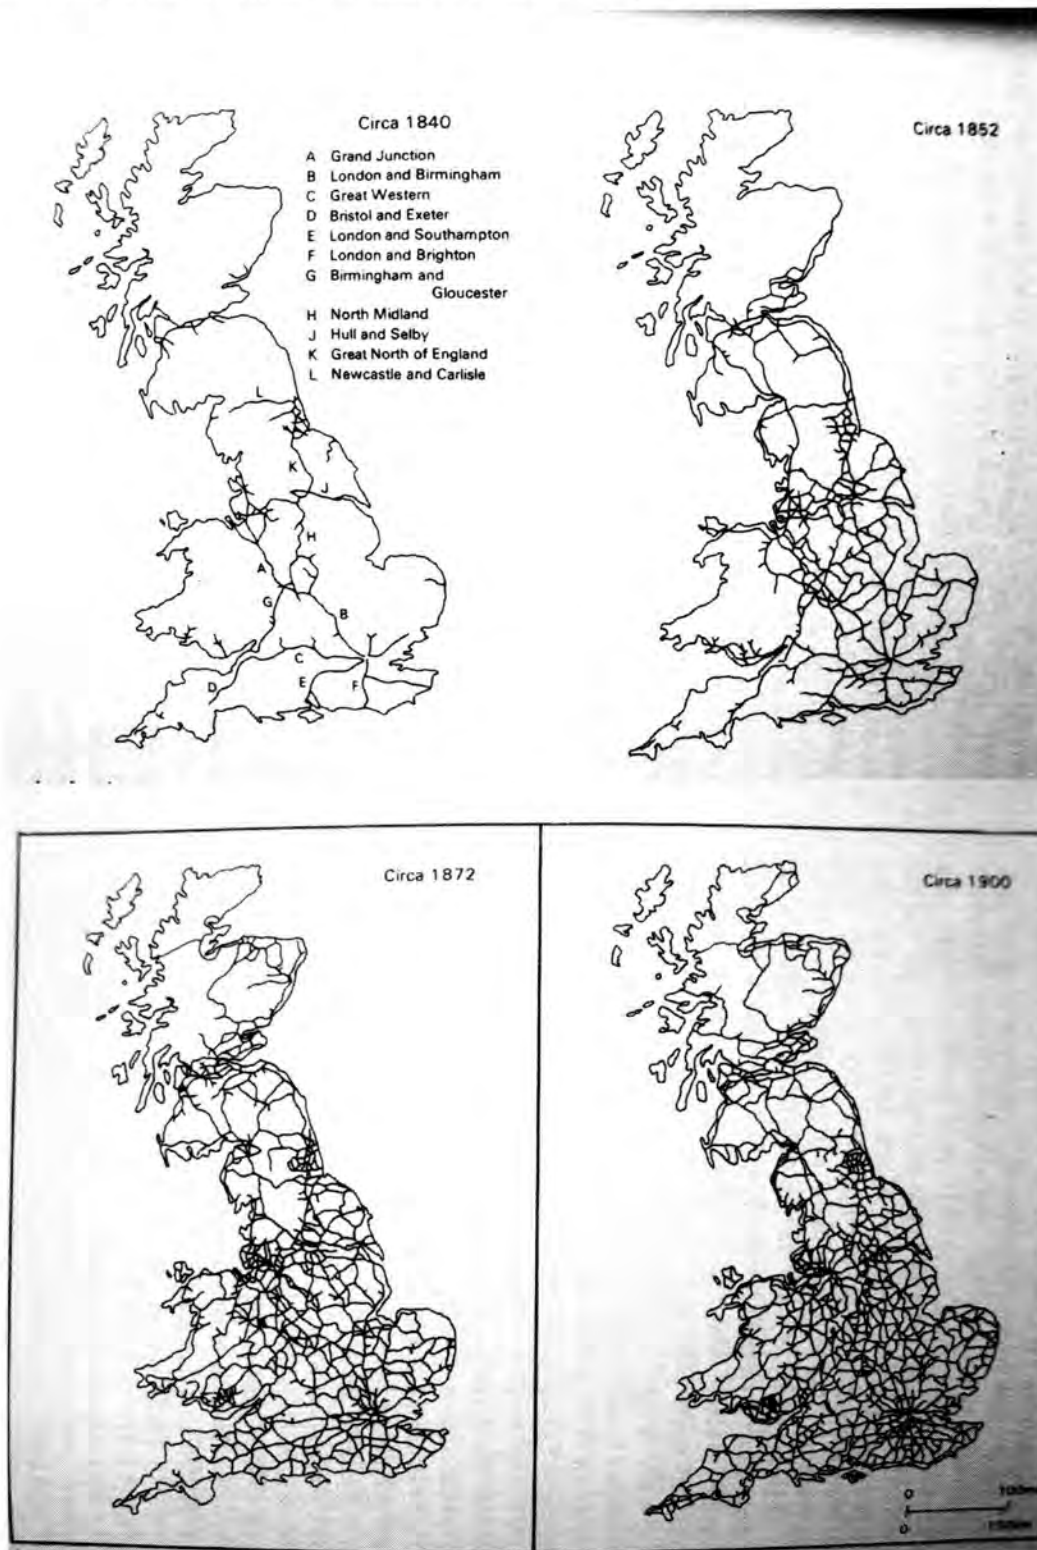 Circa 1840
A Grand Junction
B London and Birmingham
C Great Western
D Bristol and Exeter
E London and Southampton
F London and Brighton
G Birmingham and
Gloucester
H North Midland
J Hull and Selby
K Great North of England
L Newcastle and Carlisle
L
K
J
H
A
G
B
C
D
E
F
Circa 1852
Circa 1872
Circa 1900
0
0